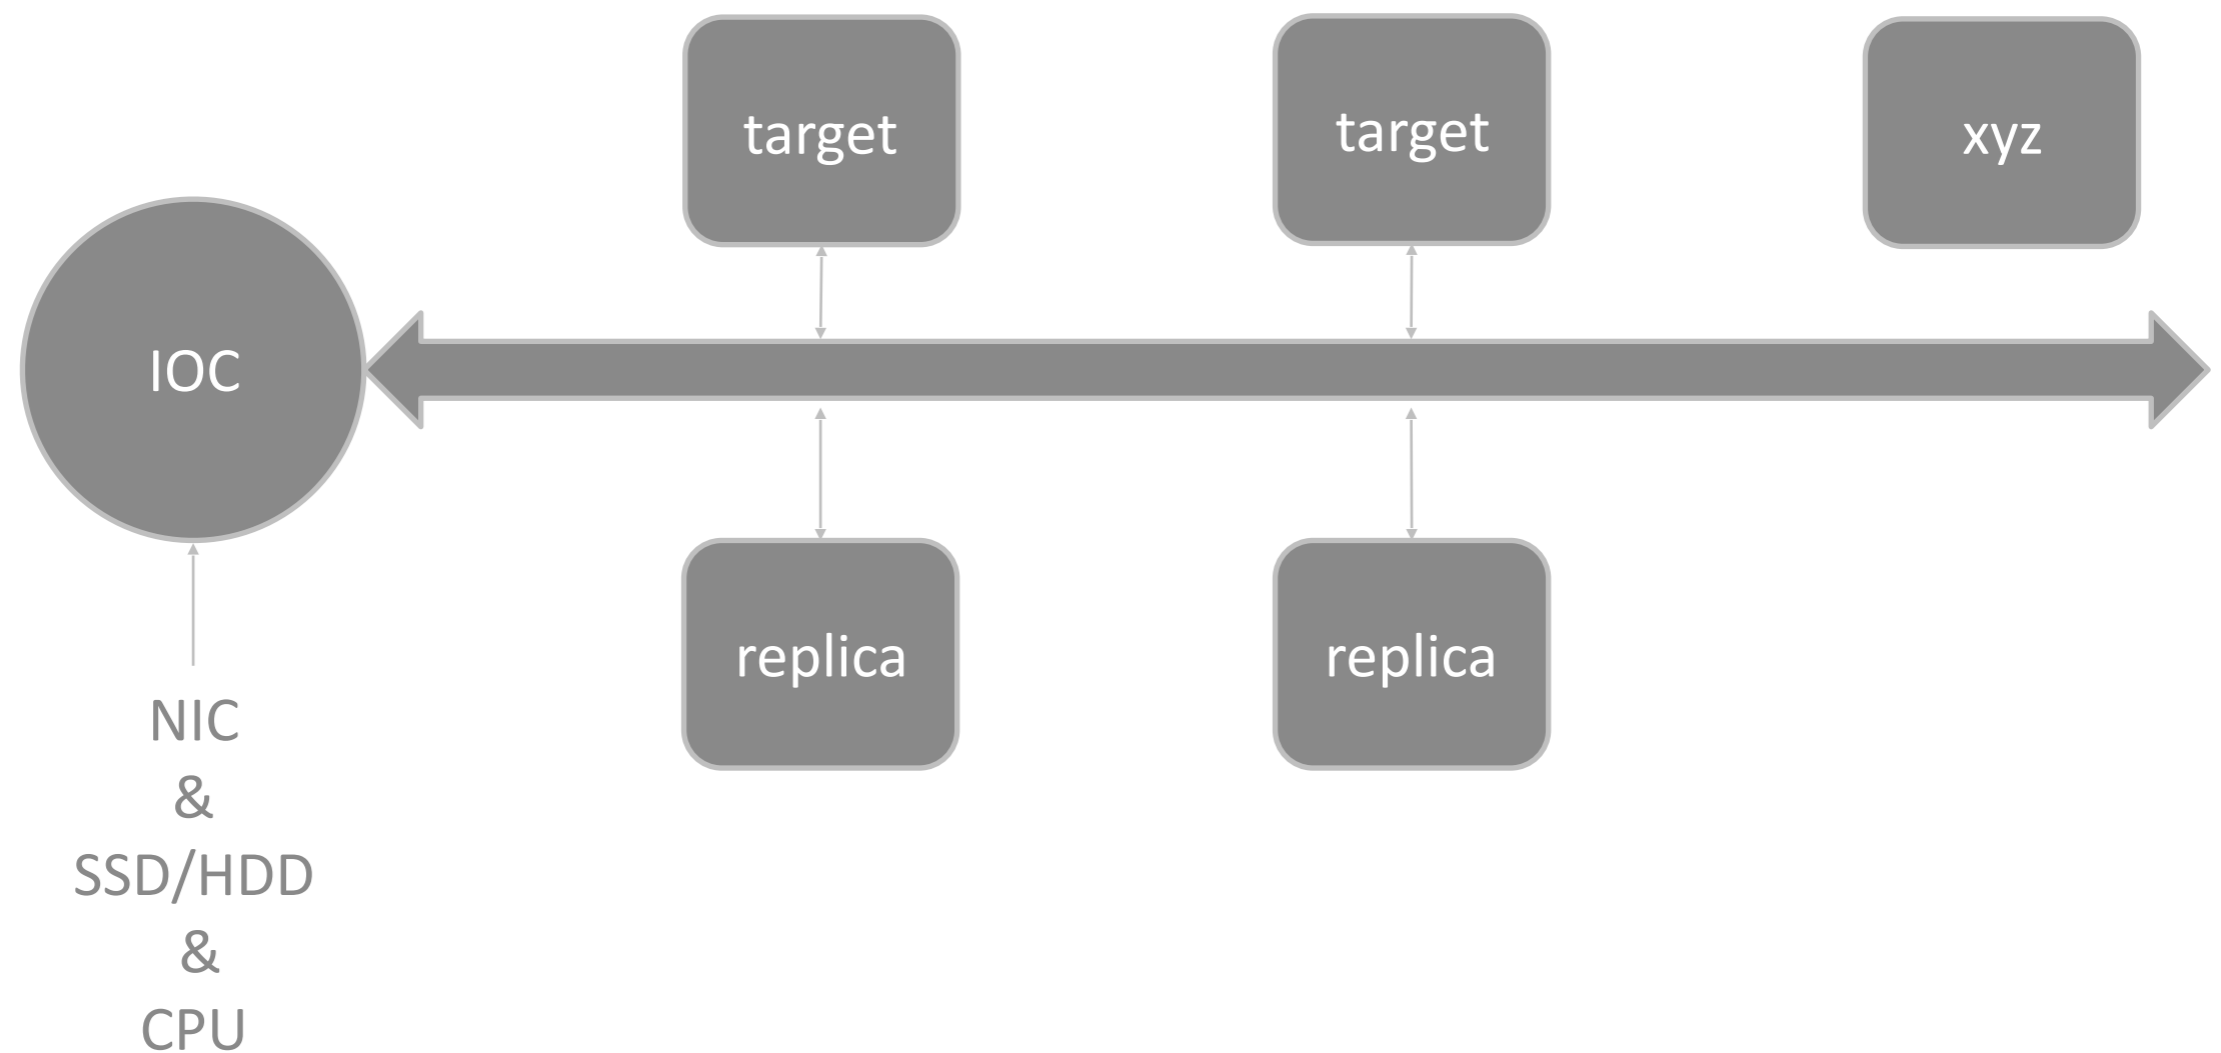 target
target
xyz
IOC
replica
replica
NIC
&
SSD/HDD
&
CPU